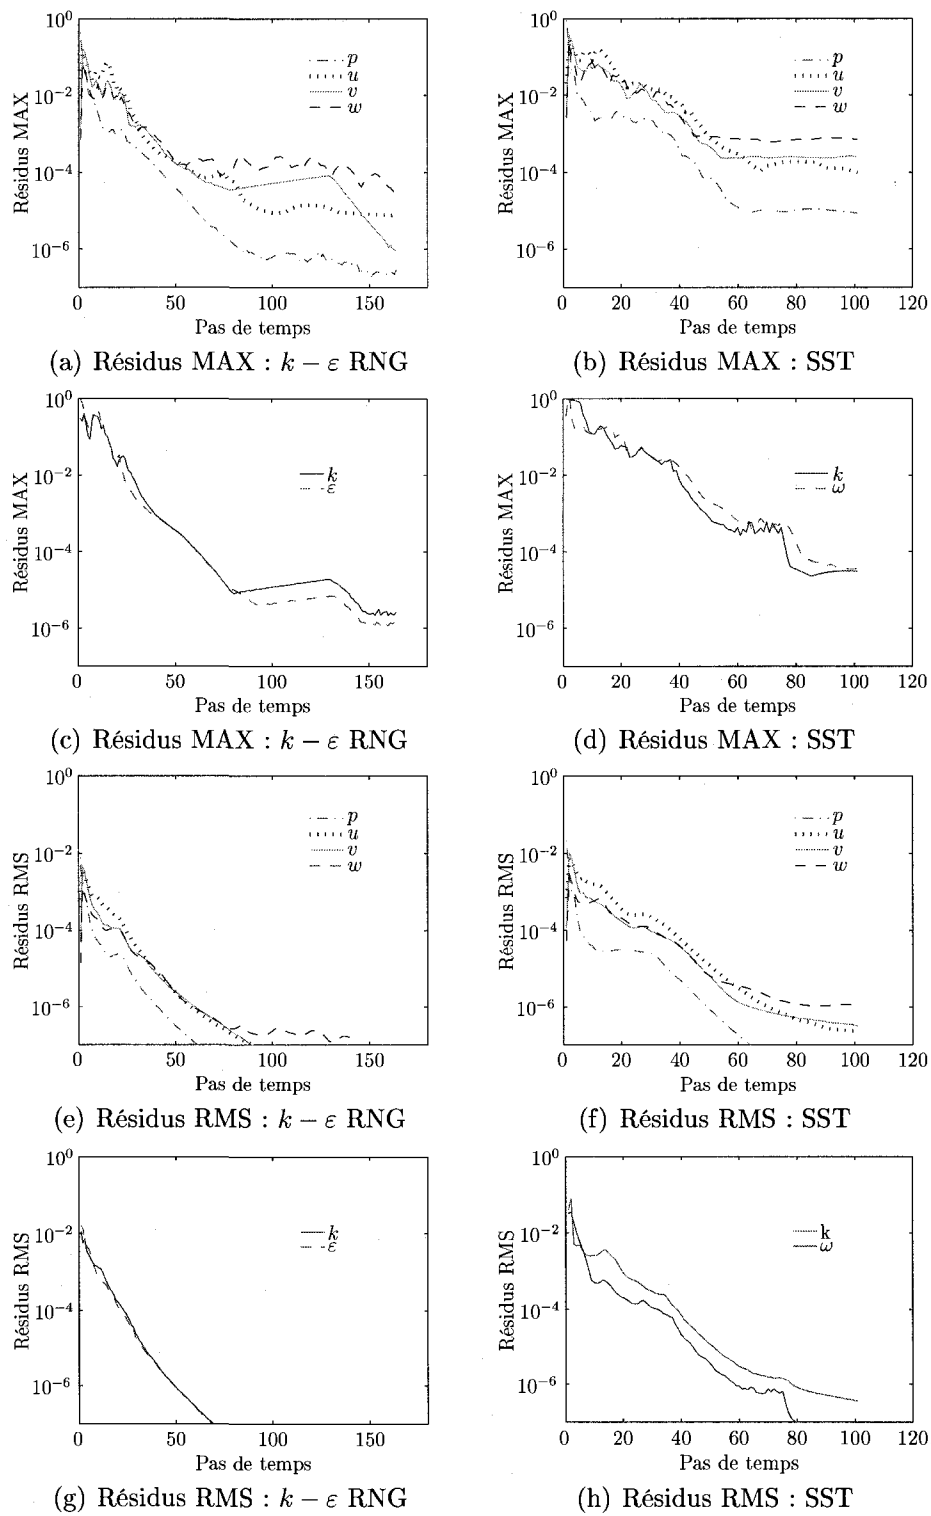 10^0
10^-2
10^-4
10^-6
Résidus MAX
p
u
v
w
0 50 100 150
Pas de temps
(a) Résidus MAX : k − ε RNG
10^0
10^-2
10^-4
10^-6
Résidus MAX
p
u
v
w
0 20 40 60 80 100 120
Pas de temps
(b) Résidus MAX : SST
10^0
10^-2
10^-4
10^-6
Résidus MAX
k
ε
0 50 100 150
Pas de temps
(c) Résidus MAX : k − ε RNG
10^0
10^-2
10^-4
10^-6
Résidus MAX
k
ω
0 20 40 60 80 100 120
Pas de temps
(d) Résidus MAX : SST
10^0
10^-2
10^-4
10^-6
Résidus RMS
p
u
v
w
0 50 100 150
Pas de temps
(e) Résidus RMS : k − ε RNG
10^0
10^-2
10^-4
10^-6
Résidus RMS
p
u
v
w
0 20 40 60 80 100 120
Pas de temps
(f) Résidus RMS : SST
10^0
10^-2
10^-4
10^-6
Résidus RMS
k
ε
0 50 100 150
Pas de temps
(g) Résidus RMS : k − ε RNG
10^0
10^-2
10^-4
10^-6
Résidus RMS
k
ω
0 20 40 60 80 100 120
Pas de temps
(h) Résidus RMS : SST